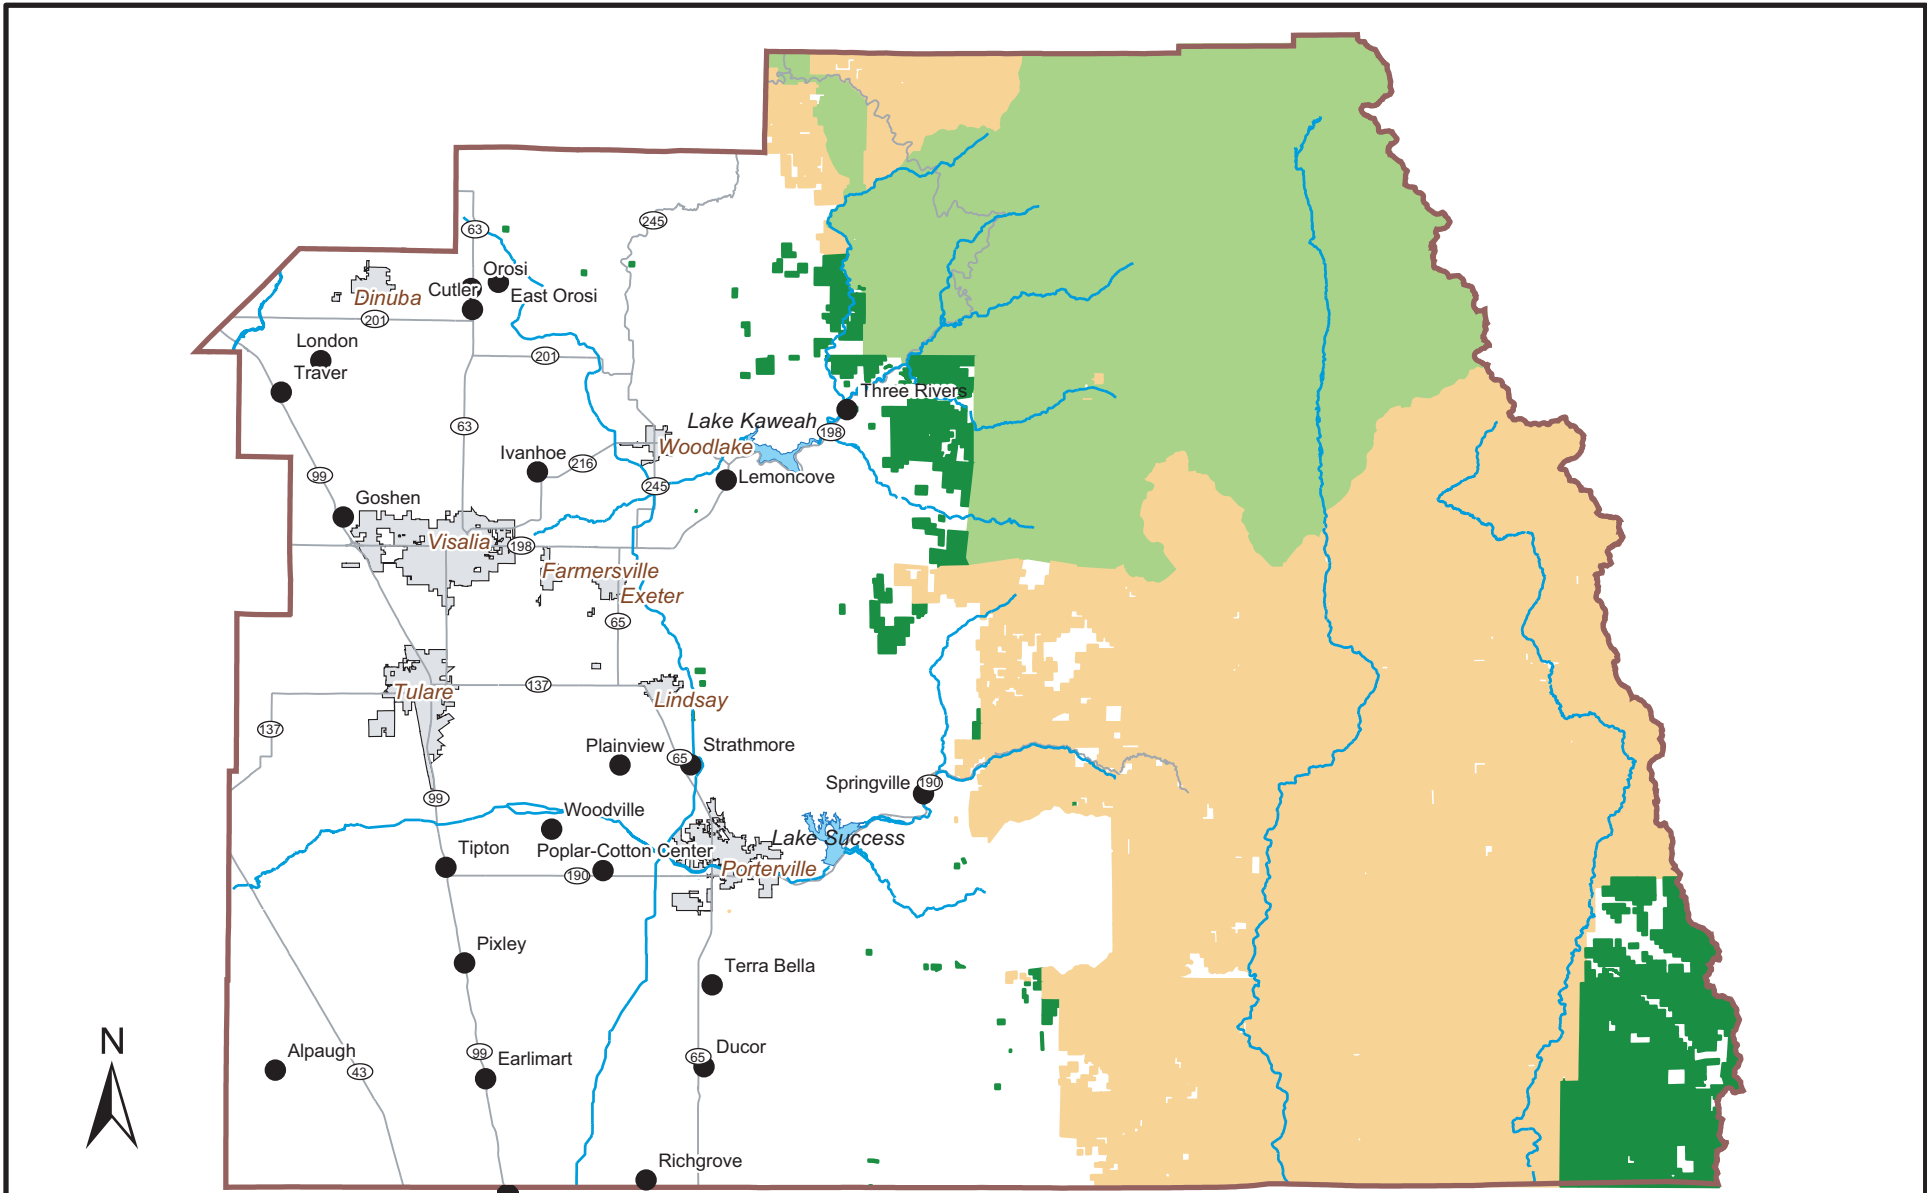 245
63
Orosi
Cutler
East Orosi
Dinuba
201
London
201
Traver
Three Rivers
Lake Kaweah
63
198
Woodlake
Ivanhoe
216
99
Lemoncove
245
Goshen
Visalia
198
Farmersville
Exeter
65
137
Tulare
Lindsay
137
Plainview
65
Strathmore
Springville
190
99
Woodville
Lake Success
Tipton
Poplar-Cotton Center
Porterville
190
Pixley
Terra Bella
N
Alpaugh
43
99
Earlimart
65
Ducor
Richgrove